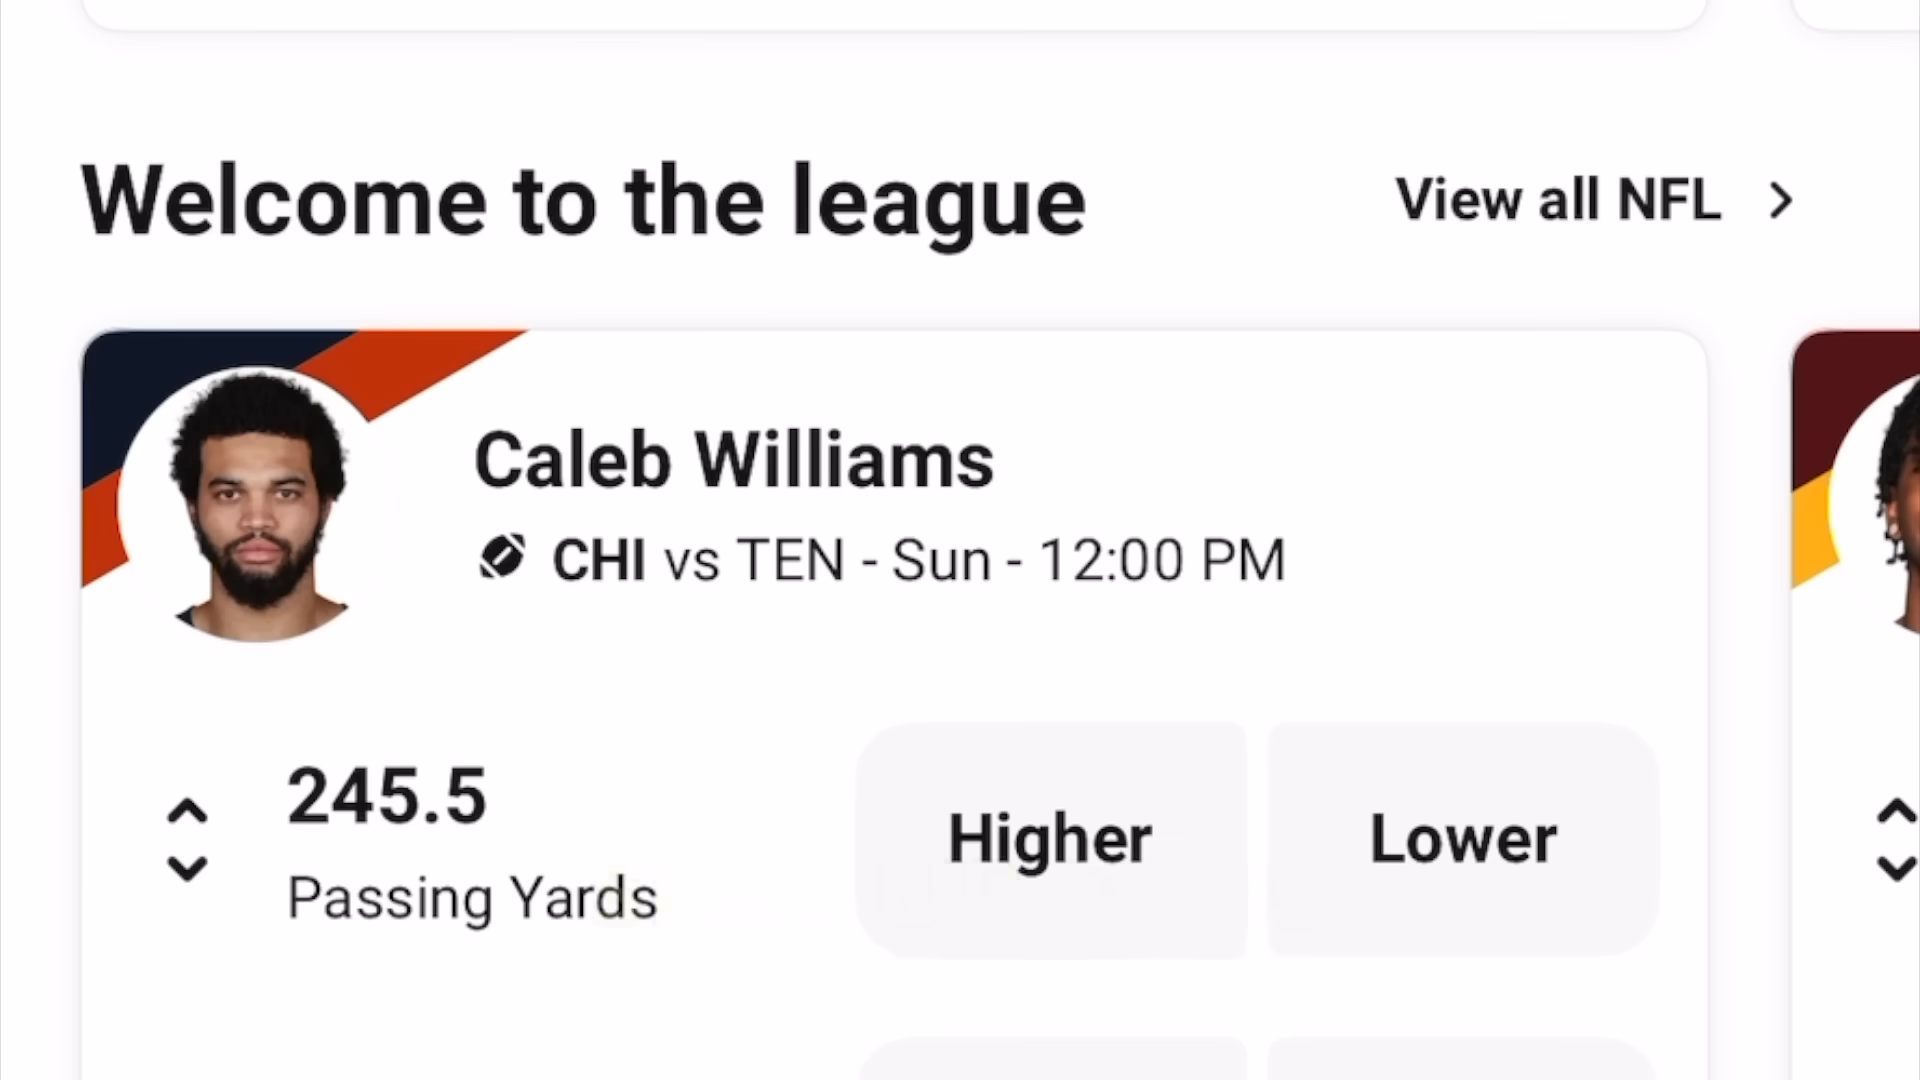 Welcome to the league
View all NFL
Caleb Williams
CHI vs TEN - Sun - 12:00 PM
245.5
Passing Yards
Higher
Lower